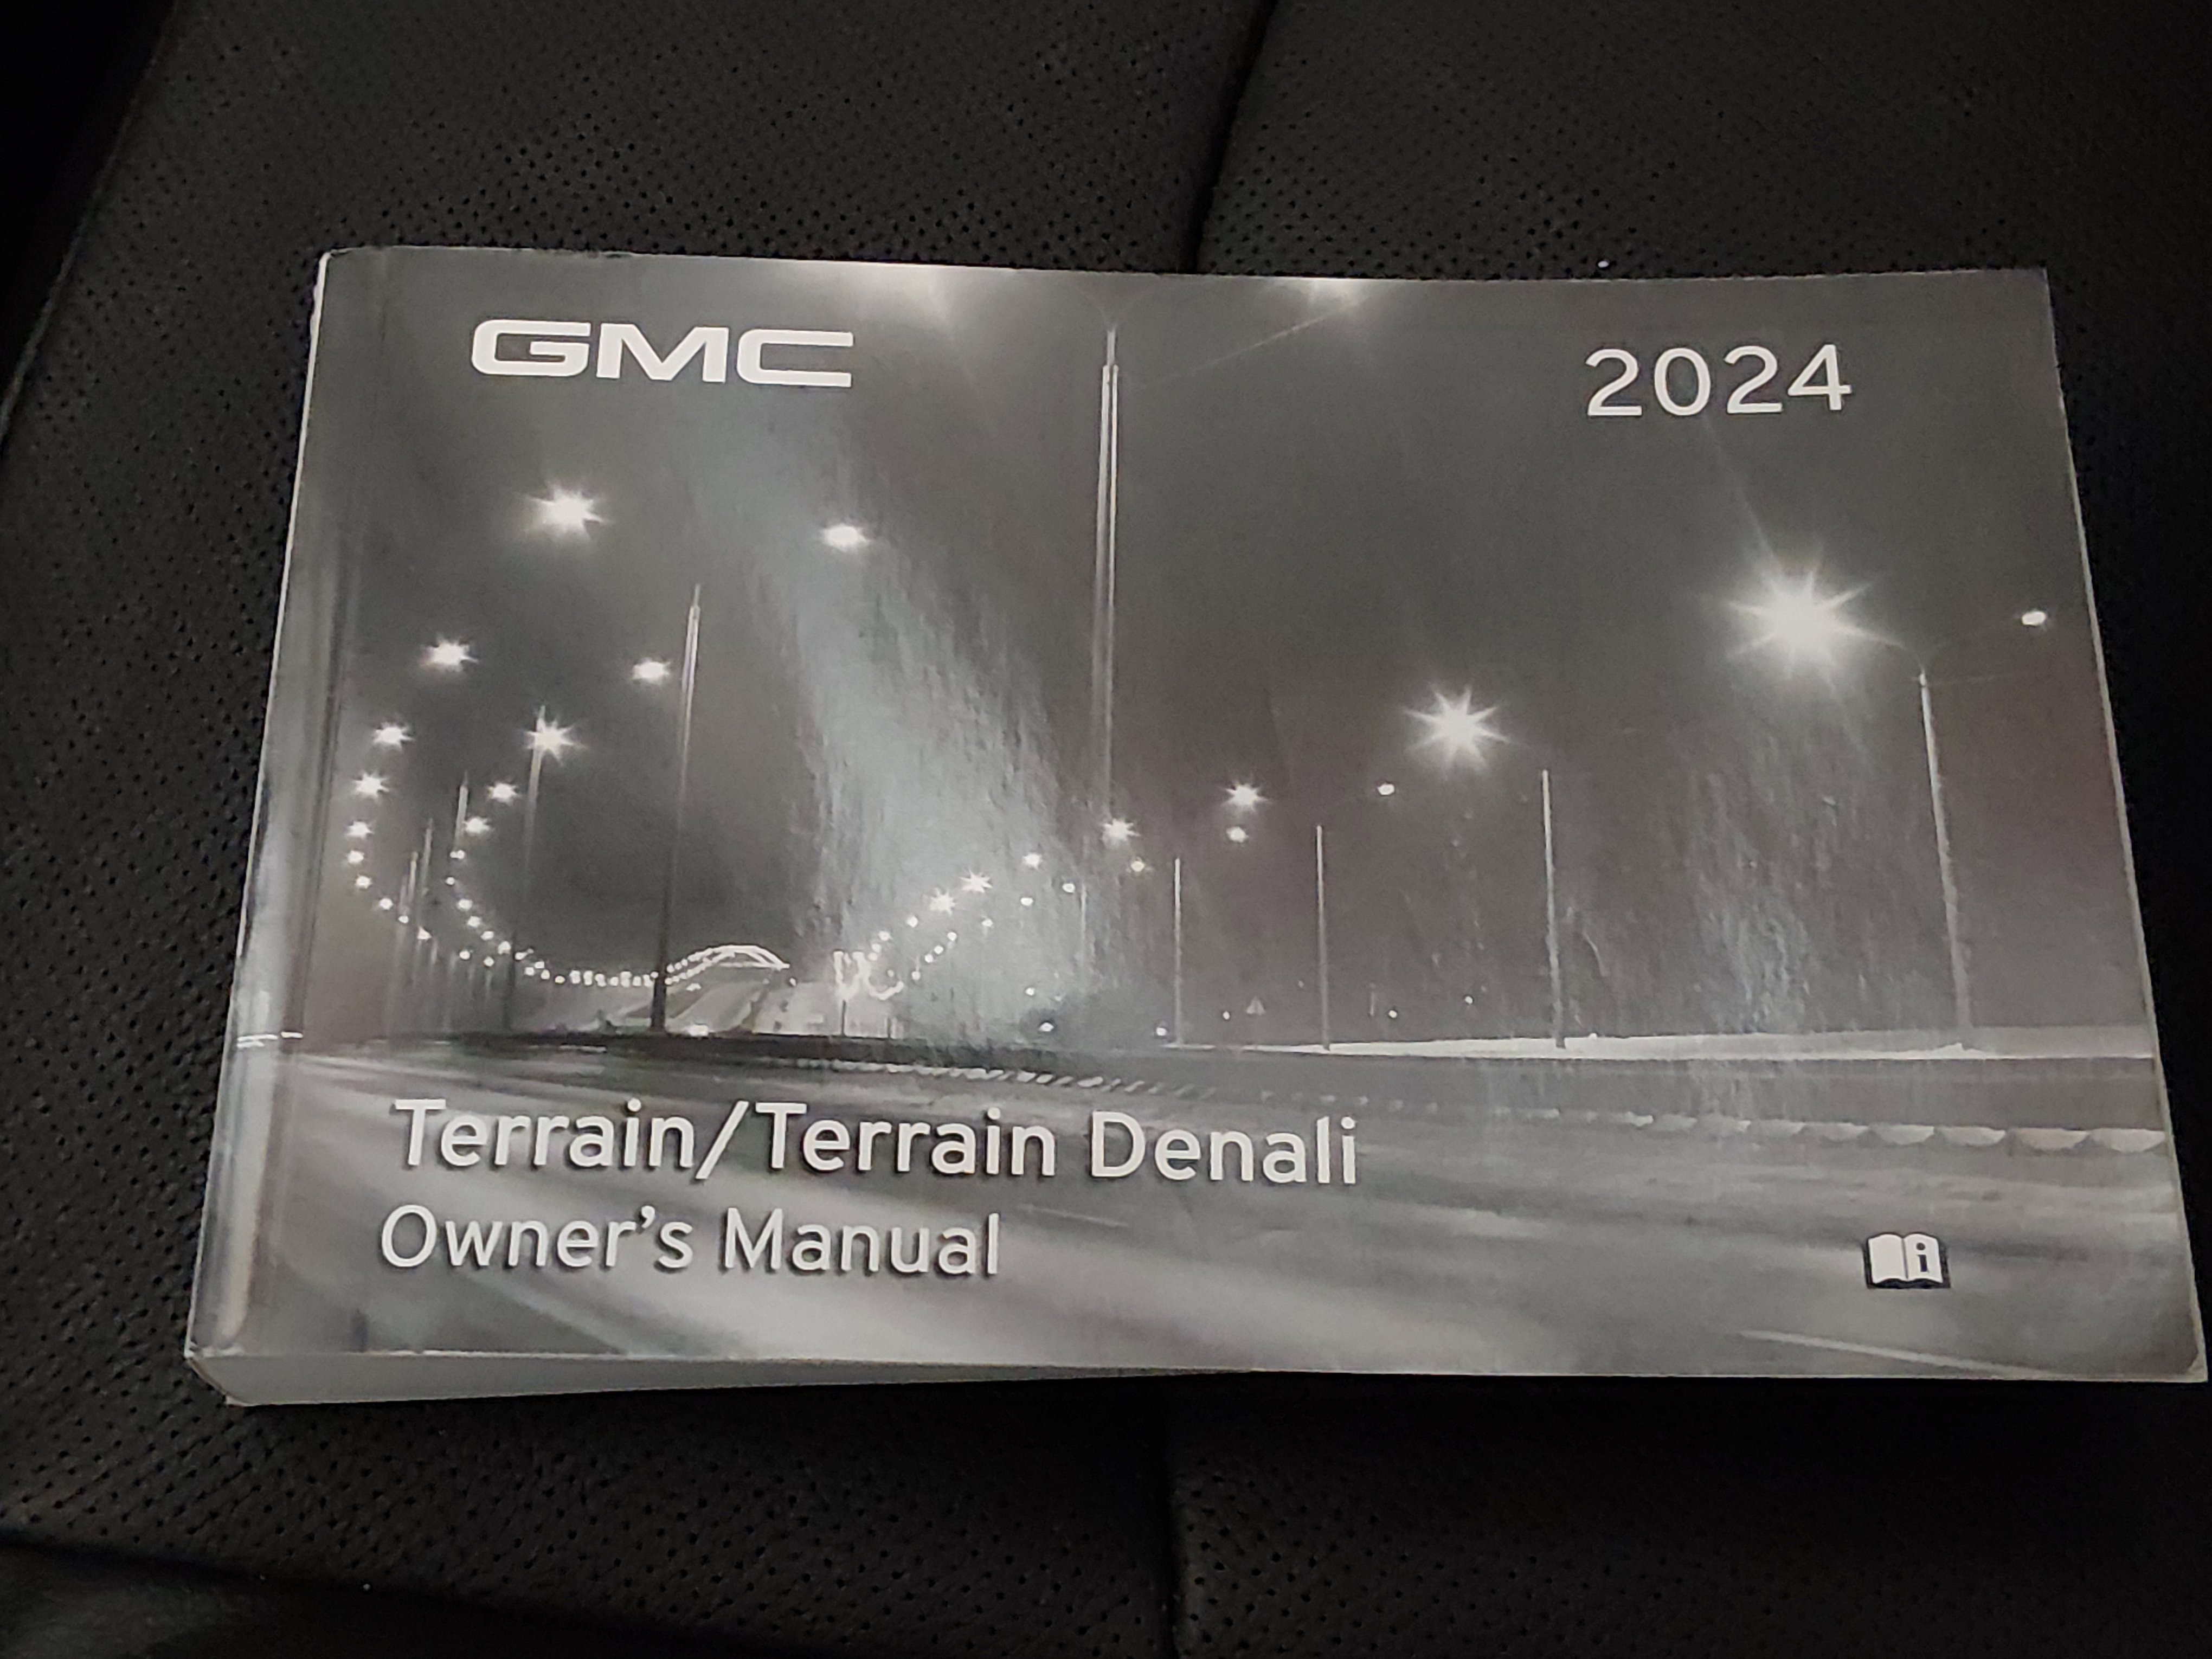 GMC
2024
Terrain/Terrain Denali
Owner's Manual